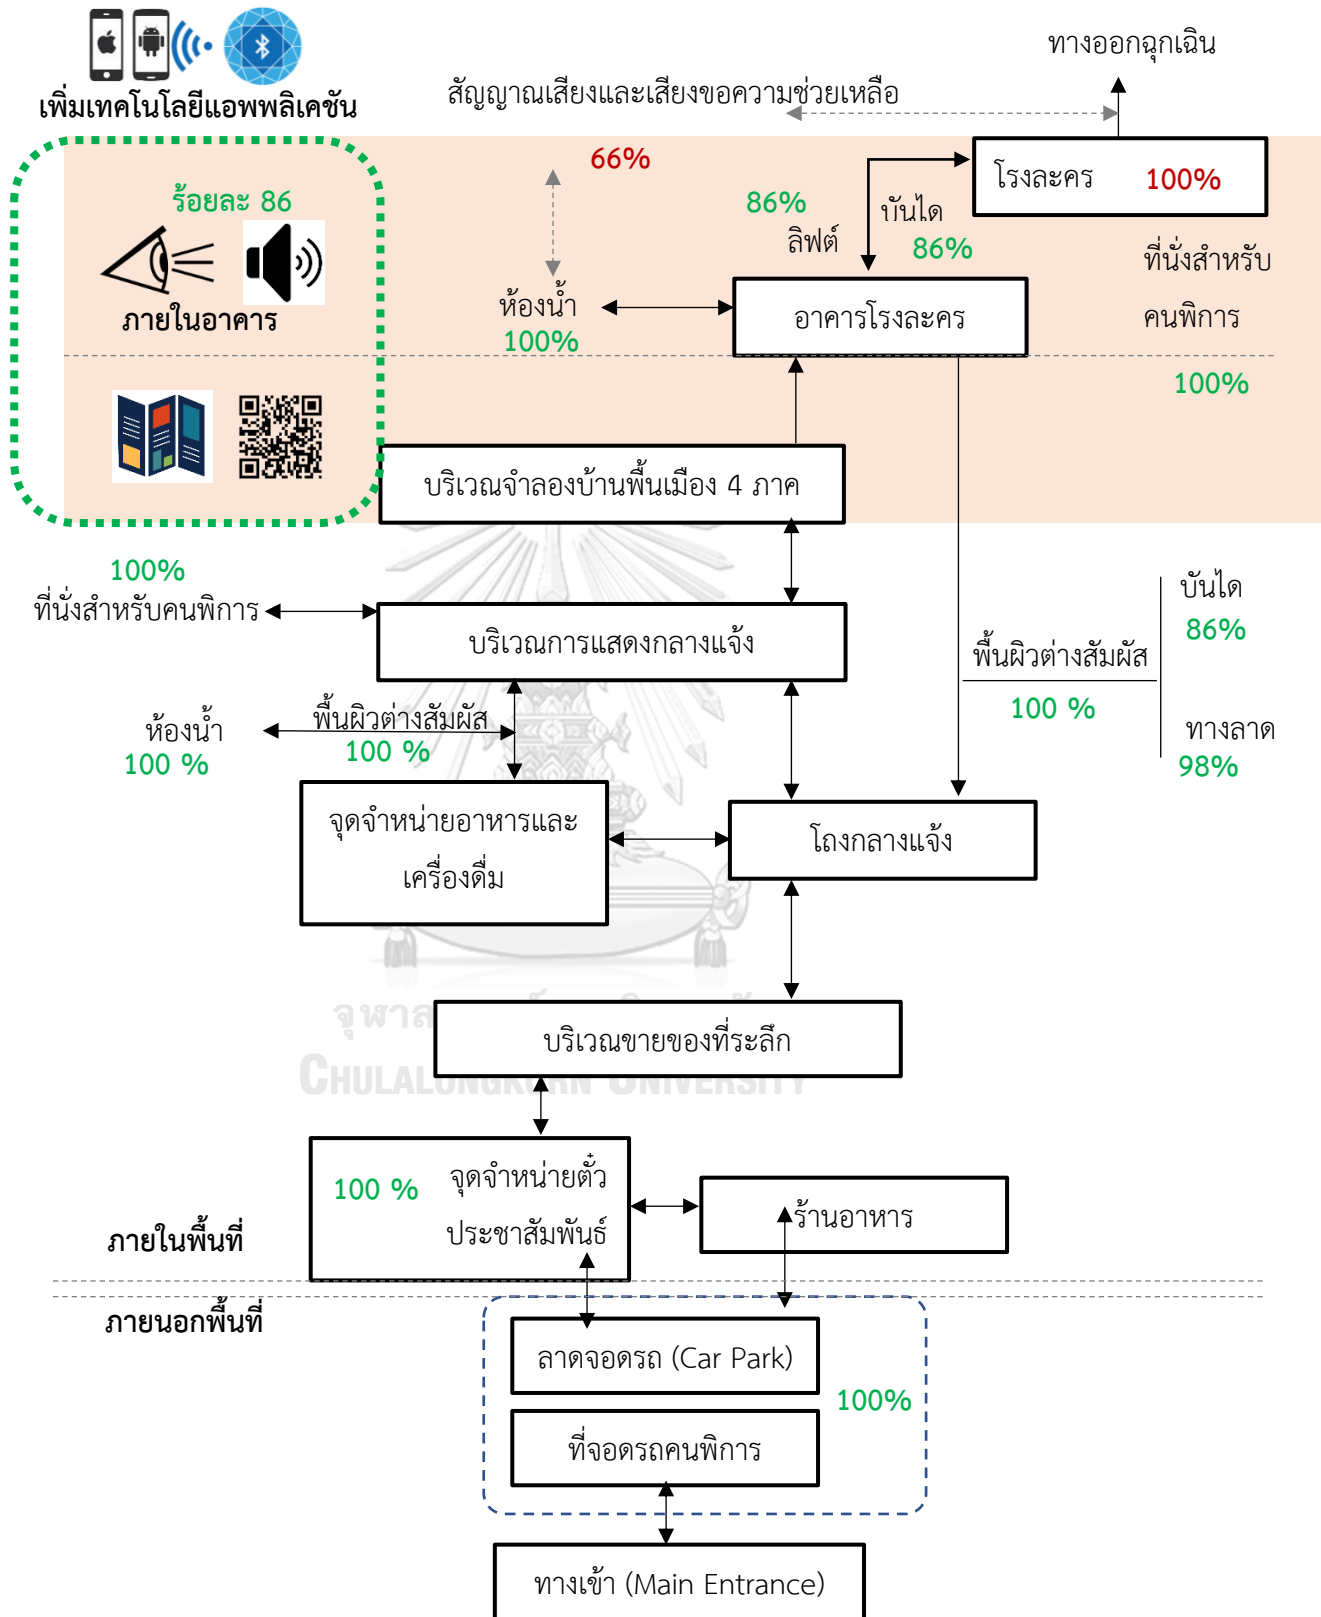 ทางออกฉุกเฉิน
สัญญาณเสียงและเสียงขอความช่วยเหลือ
เพิ่มเทคโนโลยีแอพพลิเคชัน
66%
โรงละคร 100%
ร้อยละ 86
86%
บันได
ลิฟต์
86%
ที่นั่งสำหรับ
คนพิการ
100%
ภายในอาคาร
ห้องน้ำ
100%
อาคารโรงละคร
บริเวณจำลองบ้านพื้นเมือง 4 ภาค
100%
ที่นั่งสำหรับคนพิการ
บริเวณการแสดงกลางแจ้ง
บันได
86%
พื้นผิวต่างสัมผัส
100 %
ทางลาด
98%
ห้องน้ำ
100 %
พื้นผิวต่างสัมผัส
100 %
จุดจำหน่ายอาหารและ
เครื่องดื่ม
โถงกลางแจ้ง
บริเวณขายของที่ระลึก
CHULALONGKORN UNIVERSITY
100 %
จุดจำหน่ายตั๋ว
ประชาสัมพันธ์
ร้านอาหาร
ภายในพื้นที่
ภายนอกพื้นที่
ลาดจอดรถ (Car Park)
100%
ที่จอดรถคนพิการ
ทางเข้า (Main Entrance)